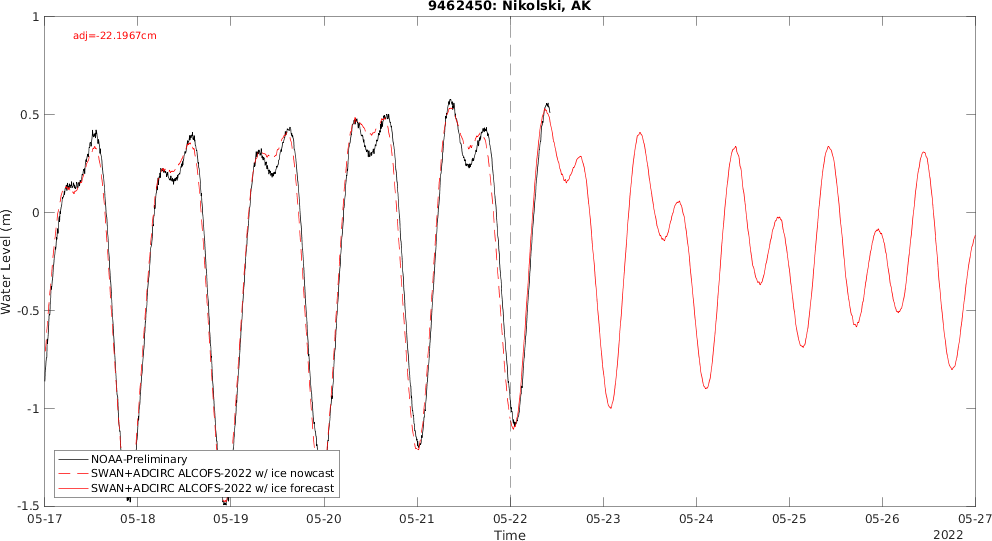 9462450: Nikolski, AK
adj=-22.1967cm
1
0.5
0
-0.5
-1
-1.5
Water Level (m)
NOAA-Preliminary
SWAN+ADCIRC ALCOFS-2022 w/ ice nowcast
SWAN+ADCIRC ALCOFS-2022 w/ ice forecast
05-17 05-18 05-19 05-20 05-21 05-22 05-23 05-24 05-25 05-26 05-27
Time
2022